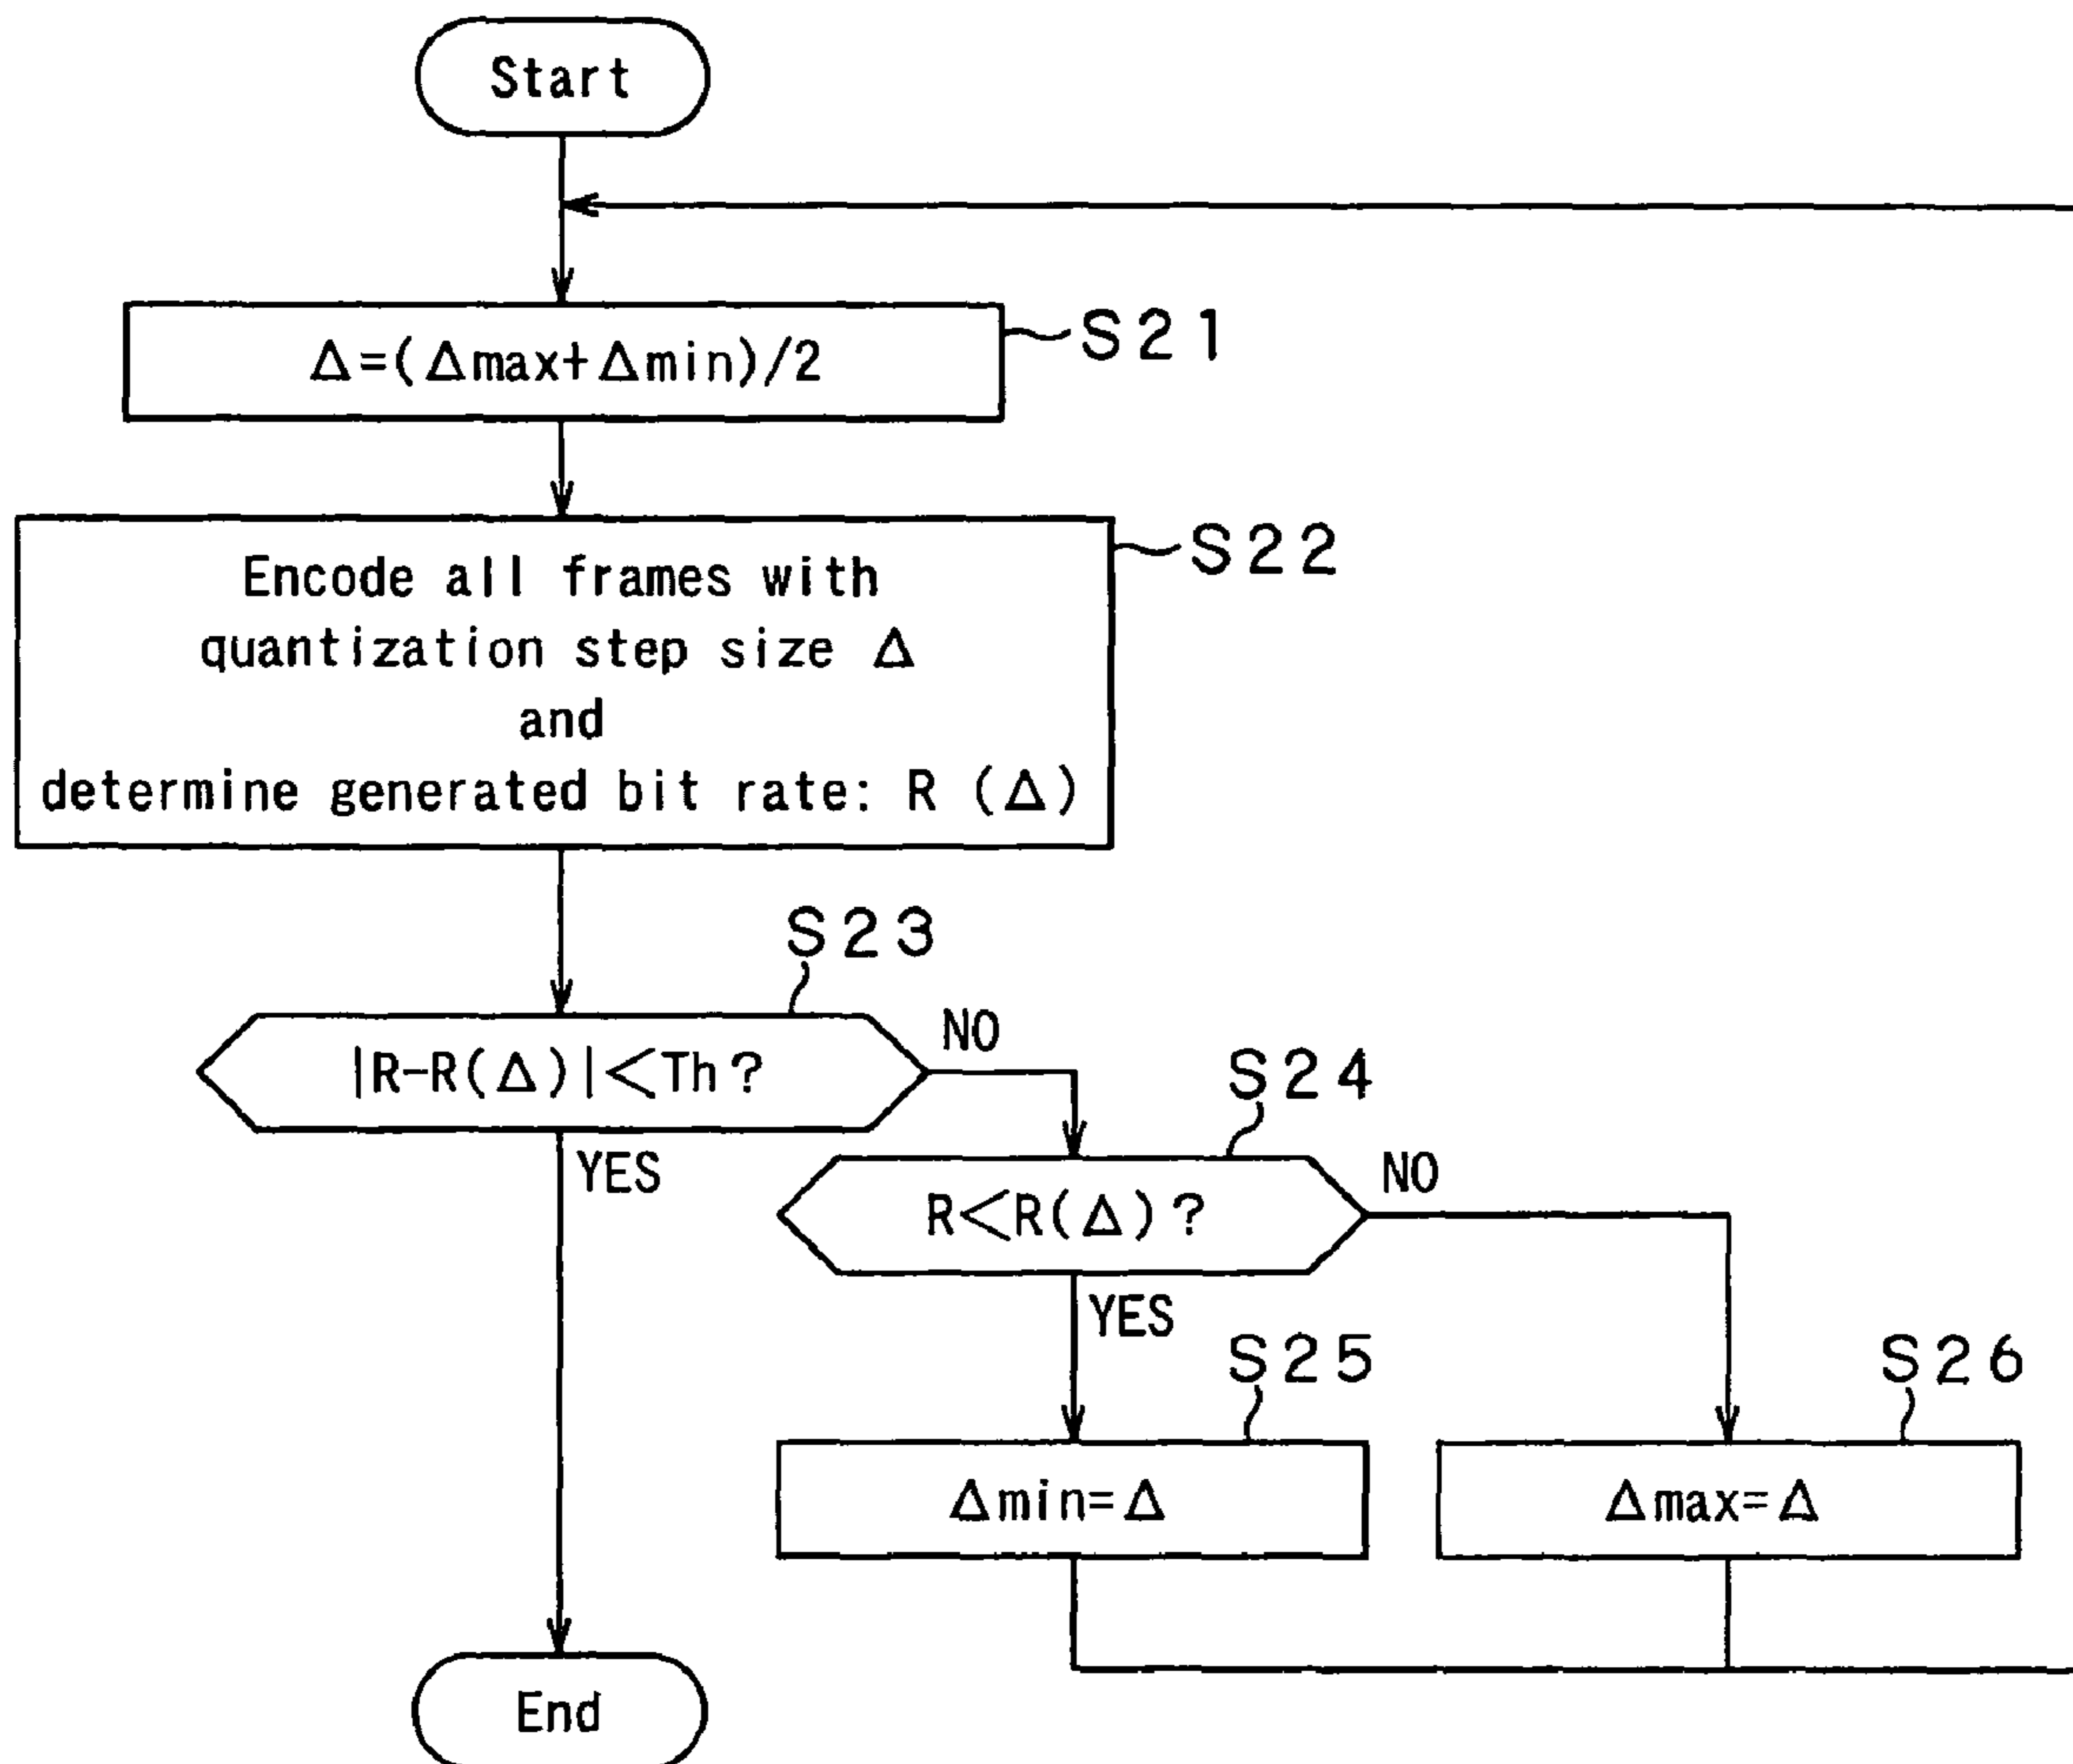 Start
Δ=(Δmax+Δmin)/2
S21
Encode all frames with
quantization step size Δ
and
determine generated bit rate: R (Δ)
S22
S23
|R-R(Δ)|<Th?
NO
YES
S24
R<R(Δ)?
NO
YES
S25
Δmin=Δ
S26
Δmax=Δ
End